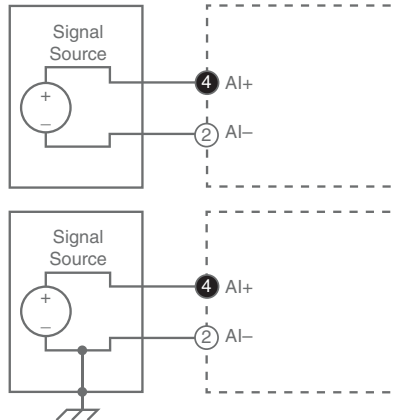 Signal
Source
+
–
4 AI+
2 AI–
Signal
Source
+
–
4 AI+
2 AI–